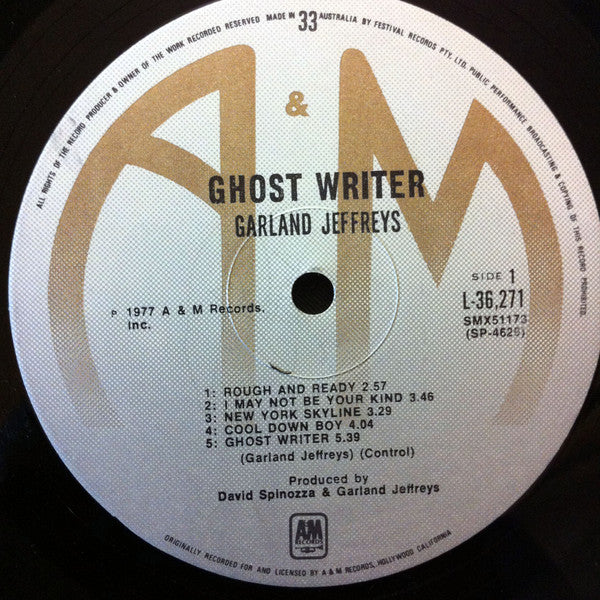 ALL RIGHTS OF THE RECORD PRODUCER & OWNER OF THE WORK RECORDED RESERVED MADE IN 33 AUSTRALIA BY FESTIVAL RECORDS PTY. LTD. PUBLIC PERFORMANCE BROADCASTING & COPYING OF THIS RECORD PROHIBITED
A & M
GHOST WRITER
GARLAND JEFFREYS
SIDE 1
L-36,271
SMX51173
(SP-4629)
℗ 1977 A & M Records,
Inc.
1: ROUGH AND READY 2.57
2: I MAY NOT BE YOUR KIND 3.46
3: NEW YORK SKYLINE 3.29
4: COOL DOWN BOY 4.04
5: GHOST WRITER 5.39
(Garland Jeffreys) (Control)
Produced by
David Spinozza & Garland Jeffreys
A&M
RECORDS
ORIGINALLY RECORDED FOR AND LICENSED BY A & M RECORDS, HOLLYWOOD CALIFORNIA